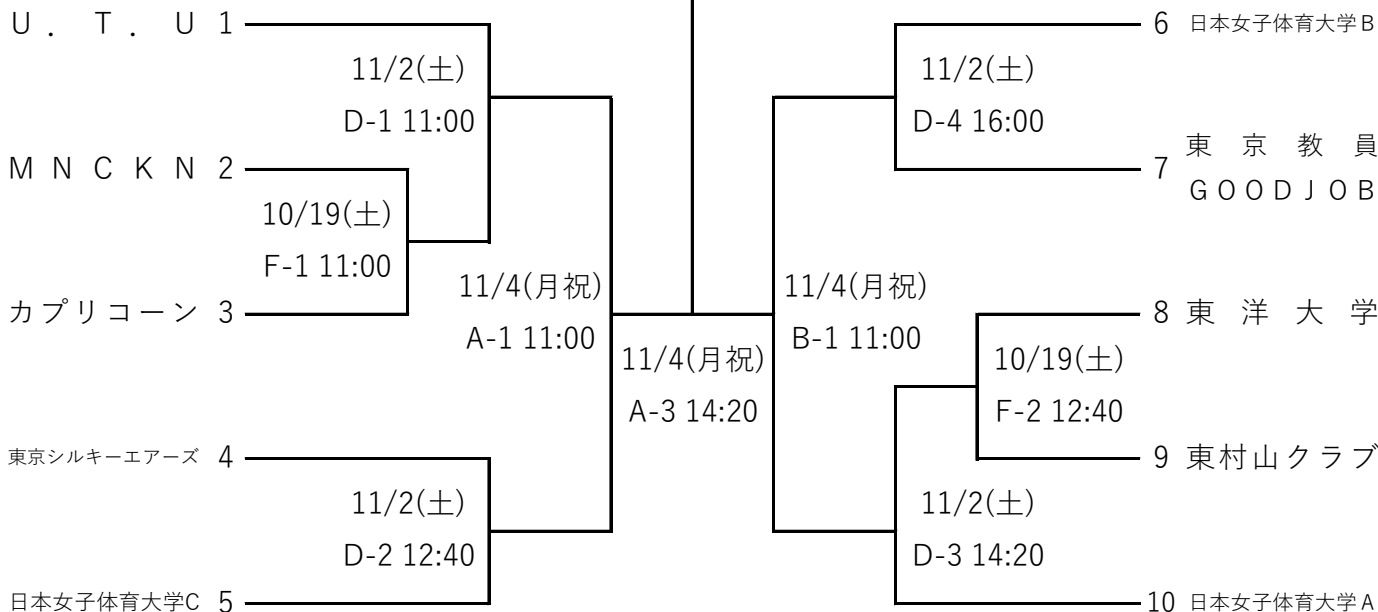 U．T．U 1
11/2(土)
D-1 11:00
MNCKN 2
10/19(土)
F-1 11:00
カプリコーン 3
11/4(月祝)
A-1 11:00
東京シルキーエアーズ 4
11/2(土)
D-2 12:40
日本女子体育大学C 5
11/4(月祝)
A-3 14:20
6 日本女子体育大学B
11/2(土)
D-4 16:00
7 東京教員
GOODJOB
11/4(月祝)
B-1 11:00
8 東洋大学
10/19(土)
F-2 12:40
9 東村山クラブ
11/2(土)
D-3 14:20
10 日本女子体育大学A